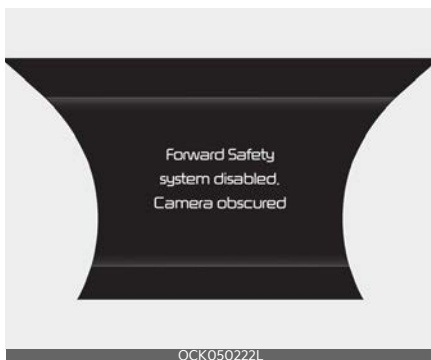 Forward Safety
system disabled.
Camera obscured
OCK050222L